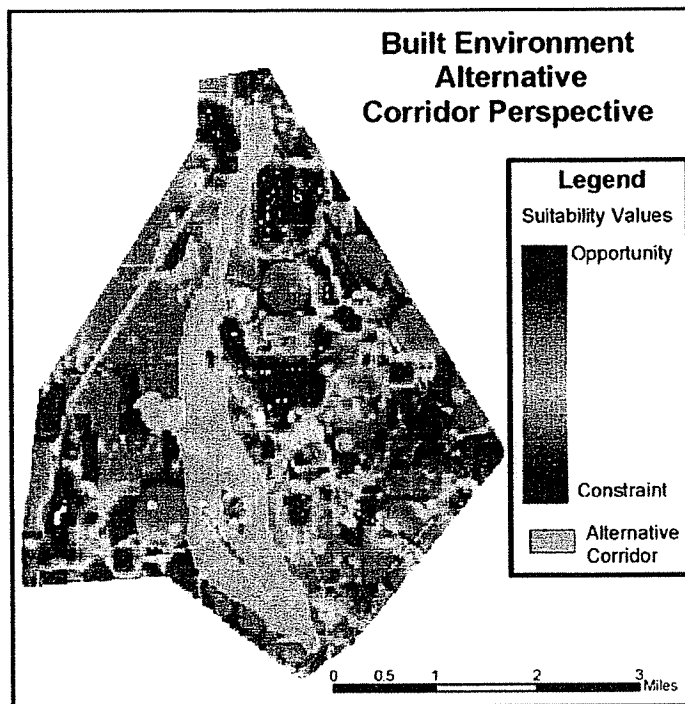 Built Environment
Alternative
Corridor Perspective
Legend
Suitability Values
Opportunity
Constraint
Alternative
Corridor
0 0.5 1 2 3
Miles